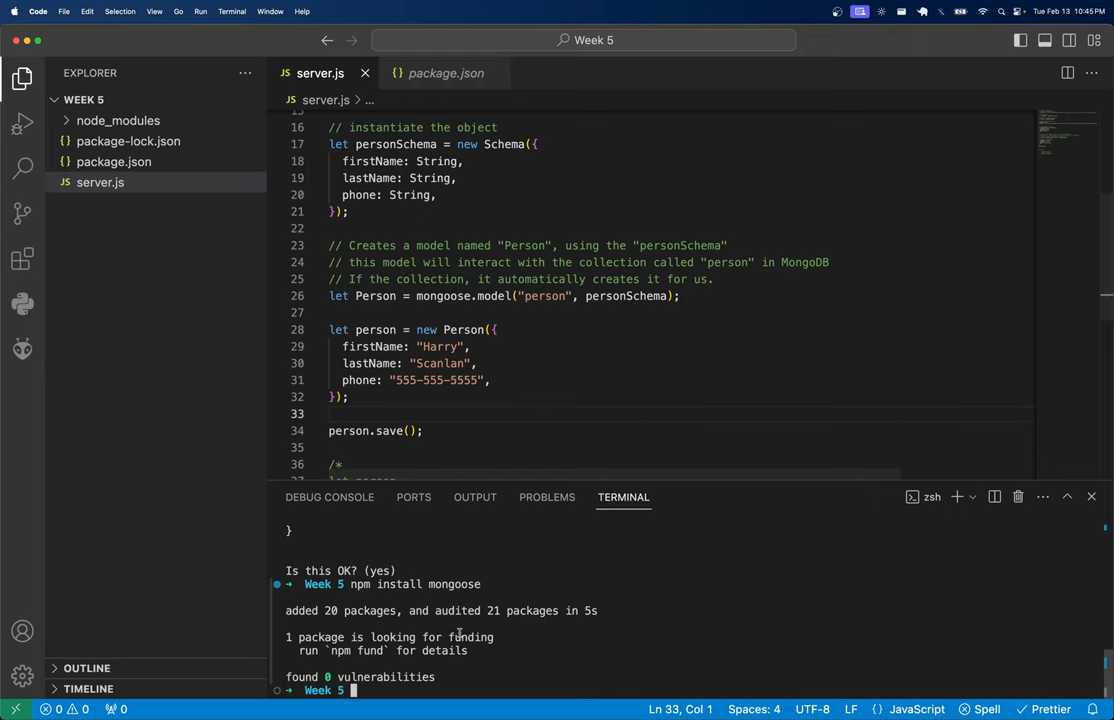 Code File Edit Selection View Go Run Terminal Window Help Tue Feb 13 10:45 PM
Week 5
EXPLORER
WEEK 5
node_modules
{} package-lock.json
{} package.json
JS server.js
OUTLINE
TIMELINE
JS server.js {} package.json
JS server.js > ...
15
16 // instantiate the object
17 let personSchema = new Schema({
18 firstName: String,
19 lastName: String,
20 phone: String,
21 });
22
23 // Creates a model named "Person", using the "personSchema"
24 // this model will interact with the collection called "person" in MongoDB
25 // If the collection, it automatically creates it for us.
26 let Person = mongoose.model("person", personSchema);
27
28 let person = new Person({
29 firstName: "Harry",
30 lastName: "Scanlan",
31 phone: "555-555-5555",
32 });
33
34 person.save();
35
36 /*
37 let person
DEBUG CONSOLE PORTS OUTPUT PROBLEMS TERMINAL zsh
}
Is this OK? (yes)
→ Week 5 npm install mongoose
added 20 packages, and audited 21 packages in 5s
1 package is looking for funding
run `npm fund` for details
found 0 vulnerabilities
→ Week 5
0 0 0 Ln 33, Col 1 Spaces: 4 UTF-8 LF {} JavaScript Spell Prettier